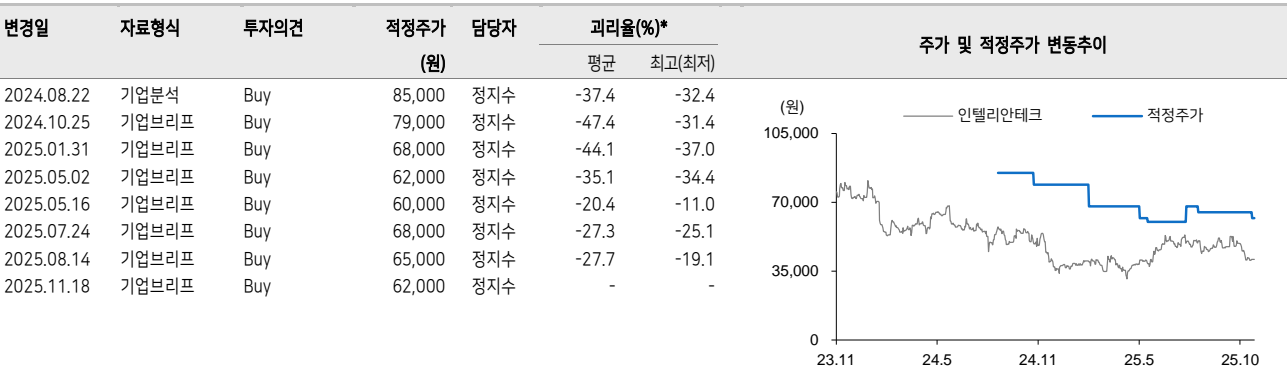 변경일 자료형식 투자의견 적정주가 담당자 괴리율(%)*
(원) 평균 최고(최저)
2024.08.22 기업분석 Buy 85,000 정지수 -37.4 -32.4
2024.10.25 기업브리프 Buy 79,000 정지수 -47.4 -31.4
2025.01.31 기업브리프 Buy 68,000 정지수 -44.1 -37.0
2025.05.02 기업브리프 Buy 62,000 정지수 -35.1 -34.4
2025.05.16 기업브리프 Buy 60,000 정지수 -20.4 -11.0
2025.07.24 기업브리프 Buy 68,000 정지수 -27.3 -25.1
2025.08.14 기업브리프 Buy 65,000 정지수 -27.7 -19.1
2025.11.18 기업브리프 Buy 62,000 정지수 - -
주가 및 적정주가 변동추이
(원)
인텔리안테크 적정주가
105,000
70,000
35,000
0
23.11 24.5 24.11 25.5 25.10